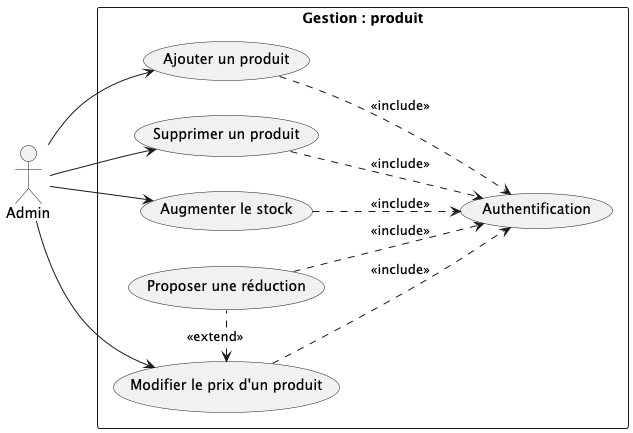 Gestion : produit
Ajouter un produit
«include»
Supprimer un produit
«include»
Admin
Augmenter le stock
«include»
Authentification
«include»
Proposer une réduction
«include»
«extend»
Modifier le prix d'un produit